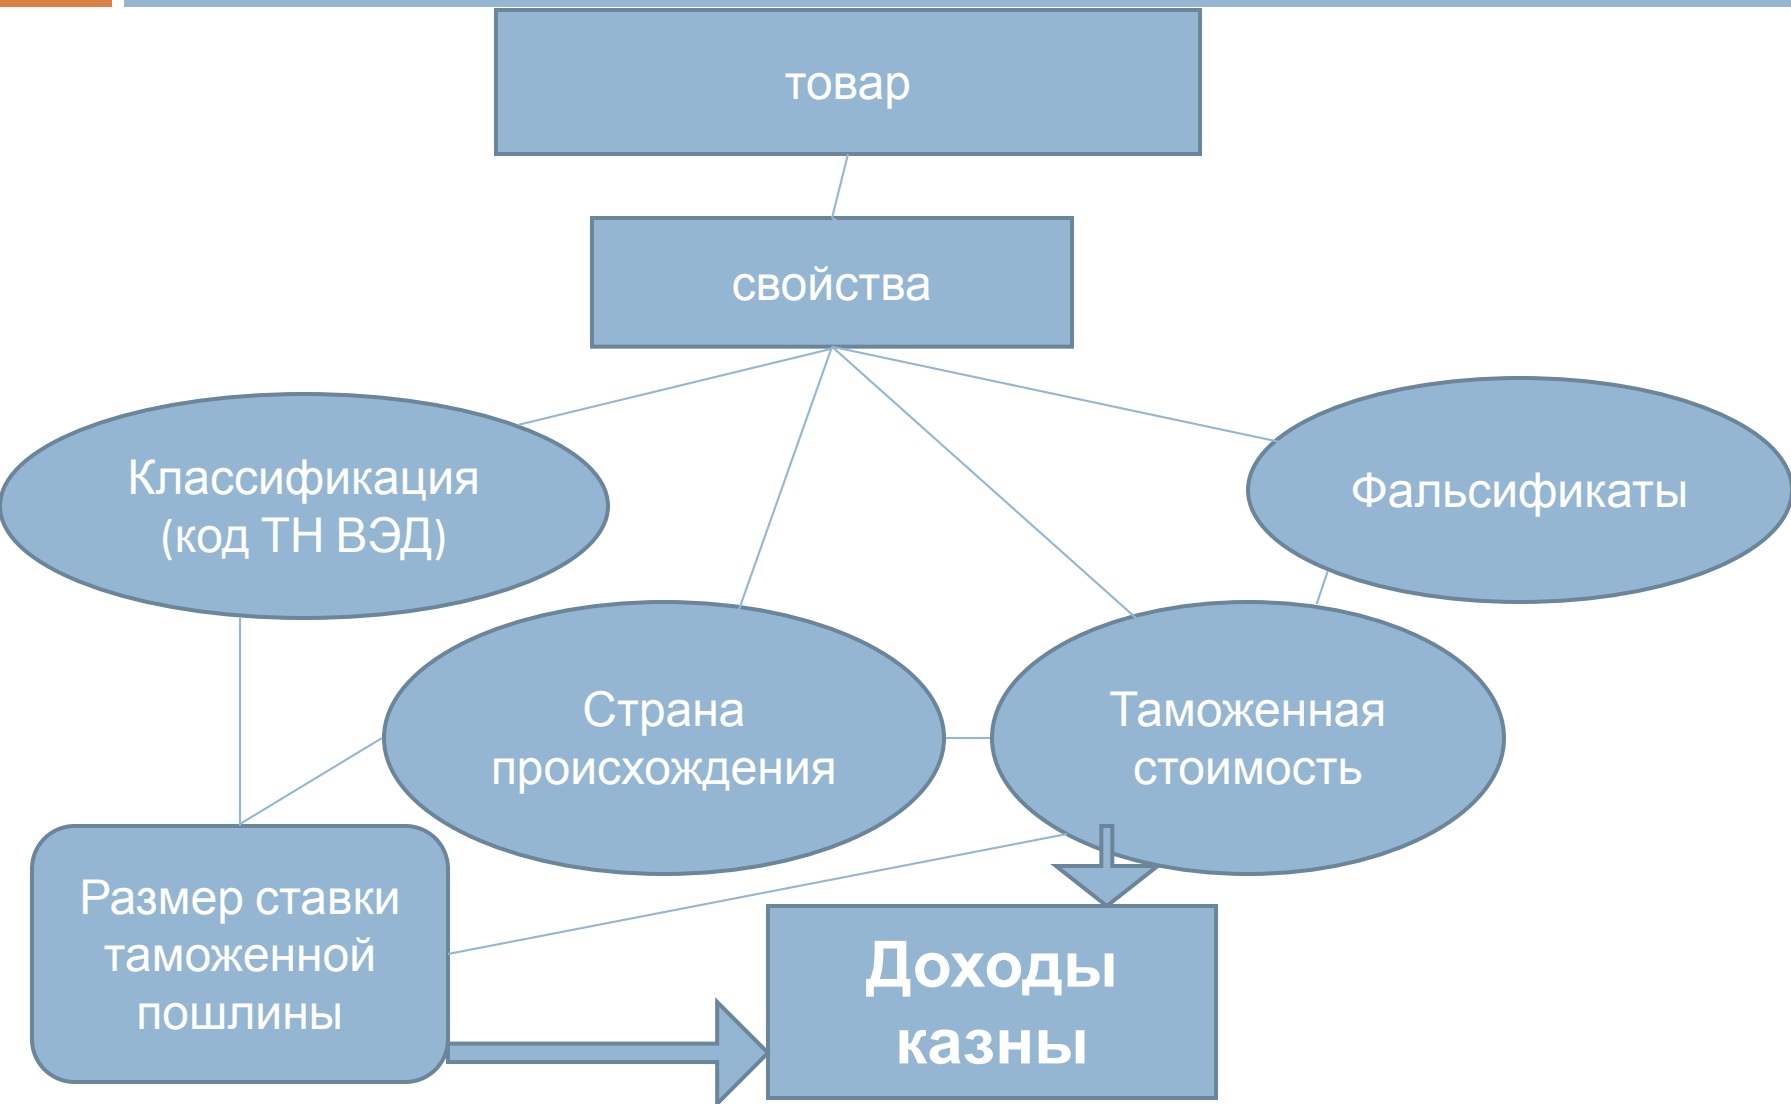 товар
свойства
Классификация
(код ТН ВЭД)
Фальсификаты
Страна
происхождения
Таможенная
стоимость
Размер ставки
таможенной
пошлины
Доходы
казны